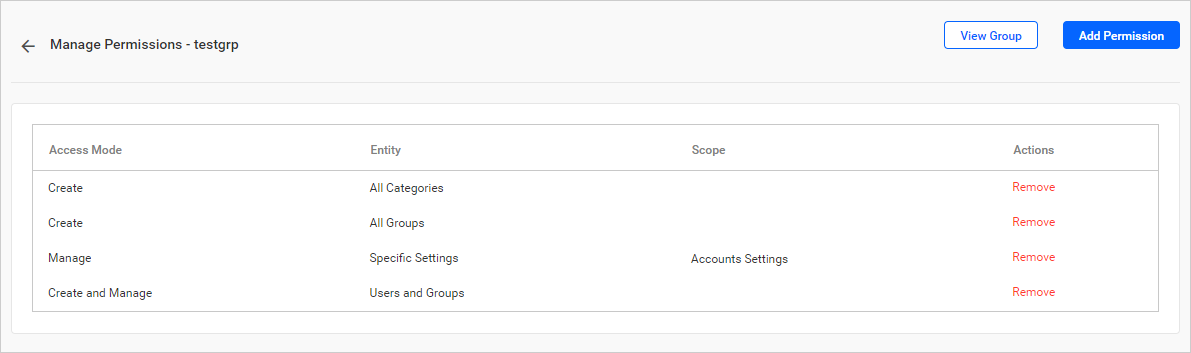 Manage Permissions - testgrp
View Group
Add Permission
Access Mode Entity Scope Actions
Create All Categories Remove
Create All Groups Remove
Manage Specific Settings Accounts Settings Remove
Create and Manage Users and Groups Remove